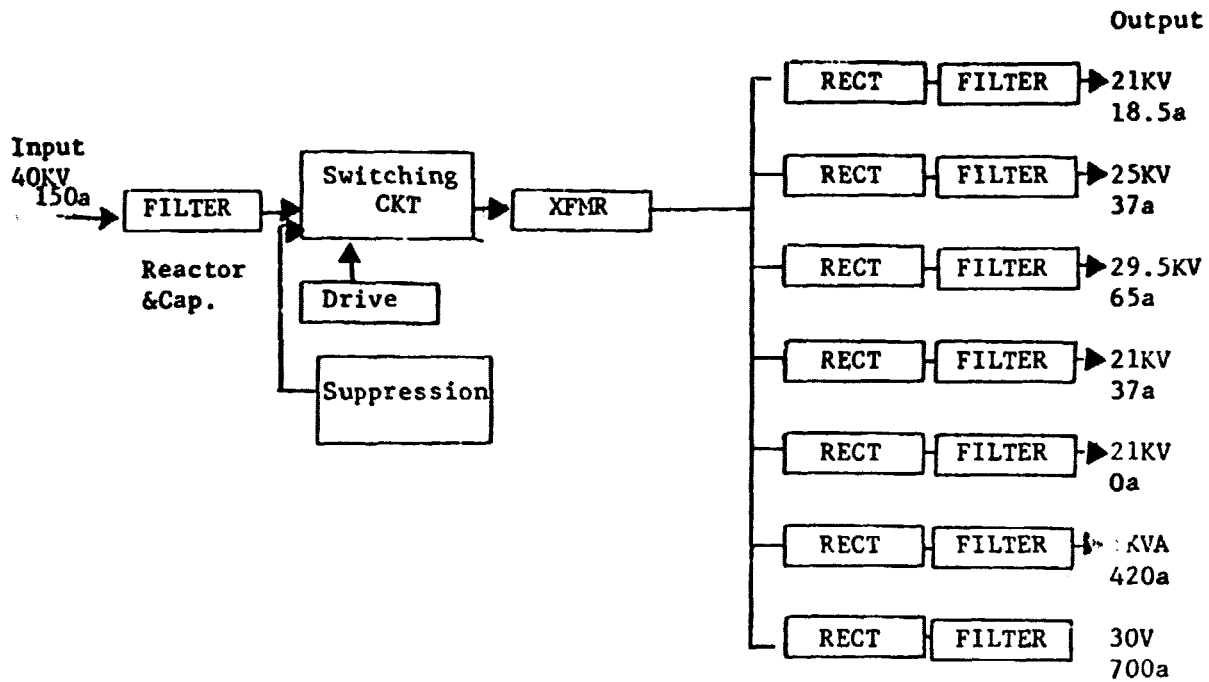 Output
RECT FILTER 21KV
18.5a
Input
40KV
150a
FILTER
Switching
CKT
XFMR
RECT FILTER 25KV
37a
Reactor
&Cap.
Drive
RECT FILTER 29.5KV
65a
Suppression
RECT FILTER 21KV
37a
RECT FILTER 21KV
0a
RECT FILTER KVA
420a
RECT FILTER 30V
700a